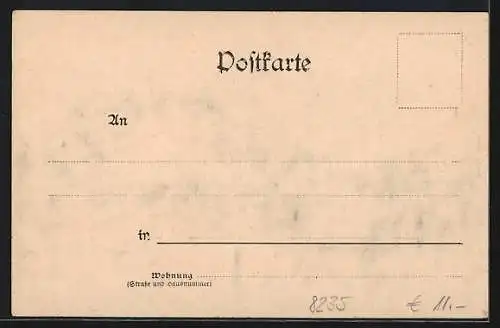 Postkarte
An
in
Wohnung
(Straße und Hausnummer)
8235 € 11.-